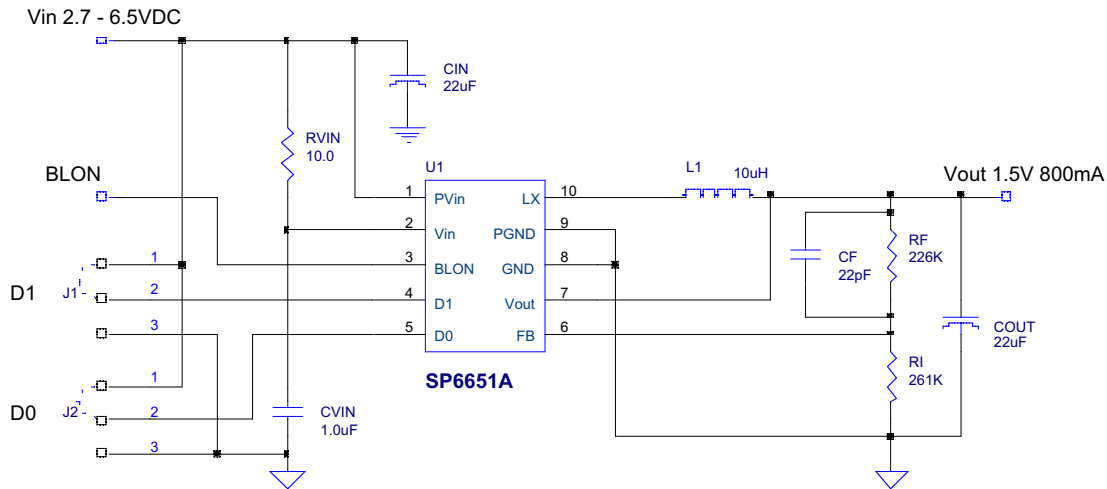 Vin 2.7 - 6.5VDC
CIN
22uF
RVIN
10.0
U1
L1
10uH
BLON
Vout 1.5V 800mA
1
PVin
LX
10
2
Vin
PGND
9
3
BLON
GND
8
4
D1
Vout
7
5
D0
FB
6
SP6651A
CF
22pF
RF
226K
COUT
22uF
RI
261K
D1
J1
1
2
3
D0
J2
1
2
3
CVIN
1.0uF